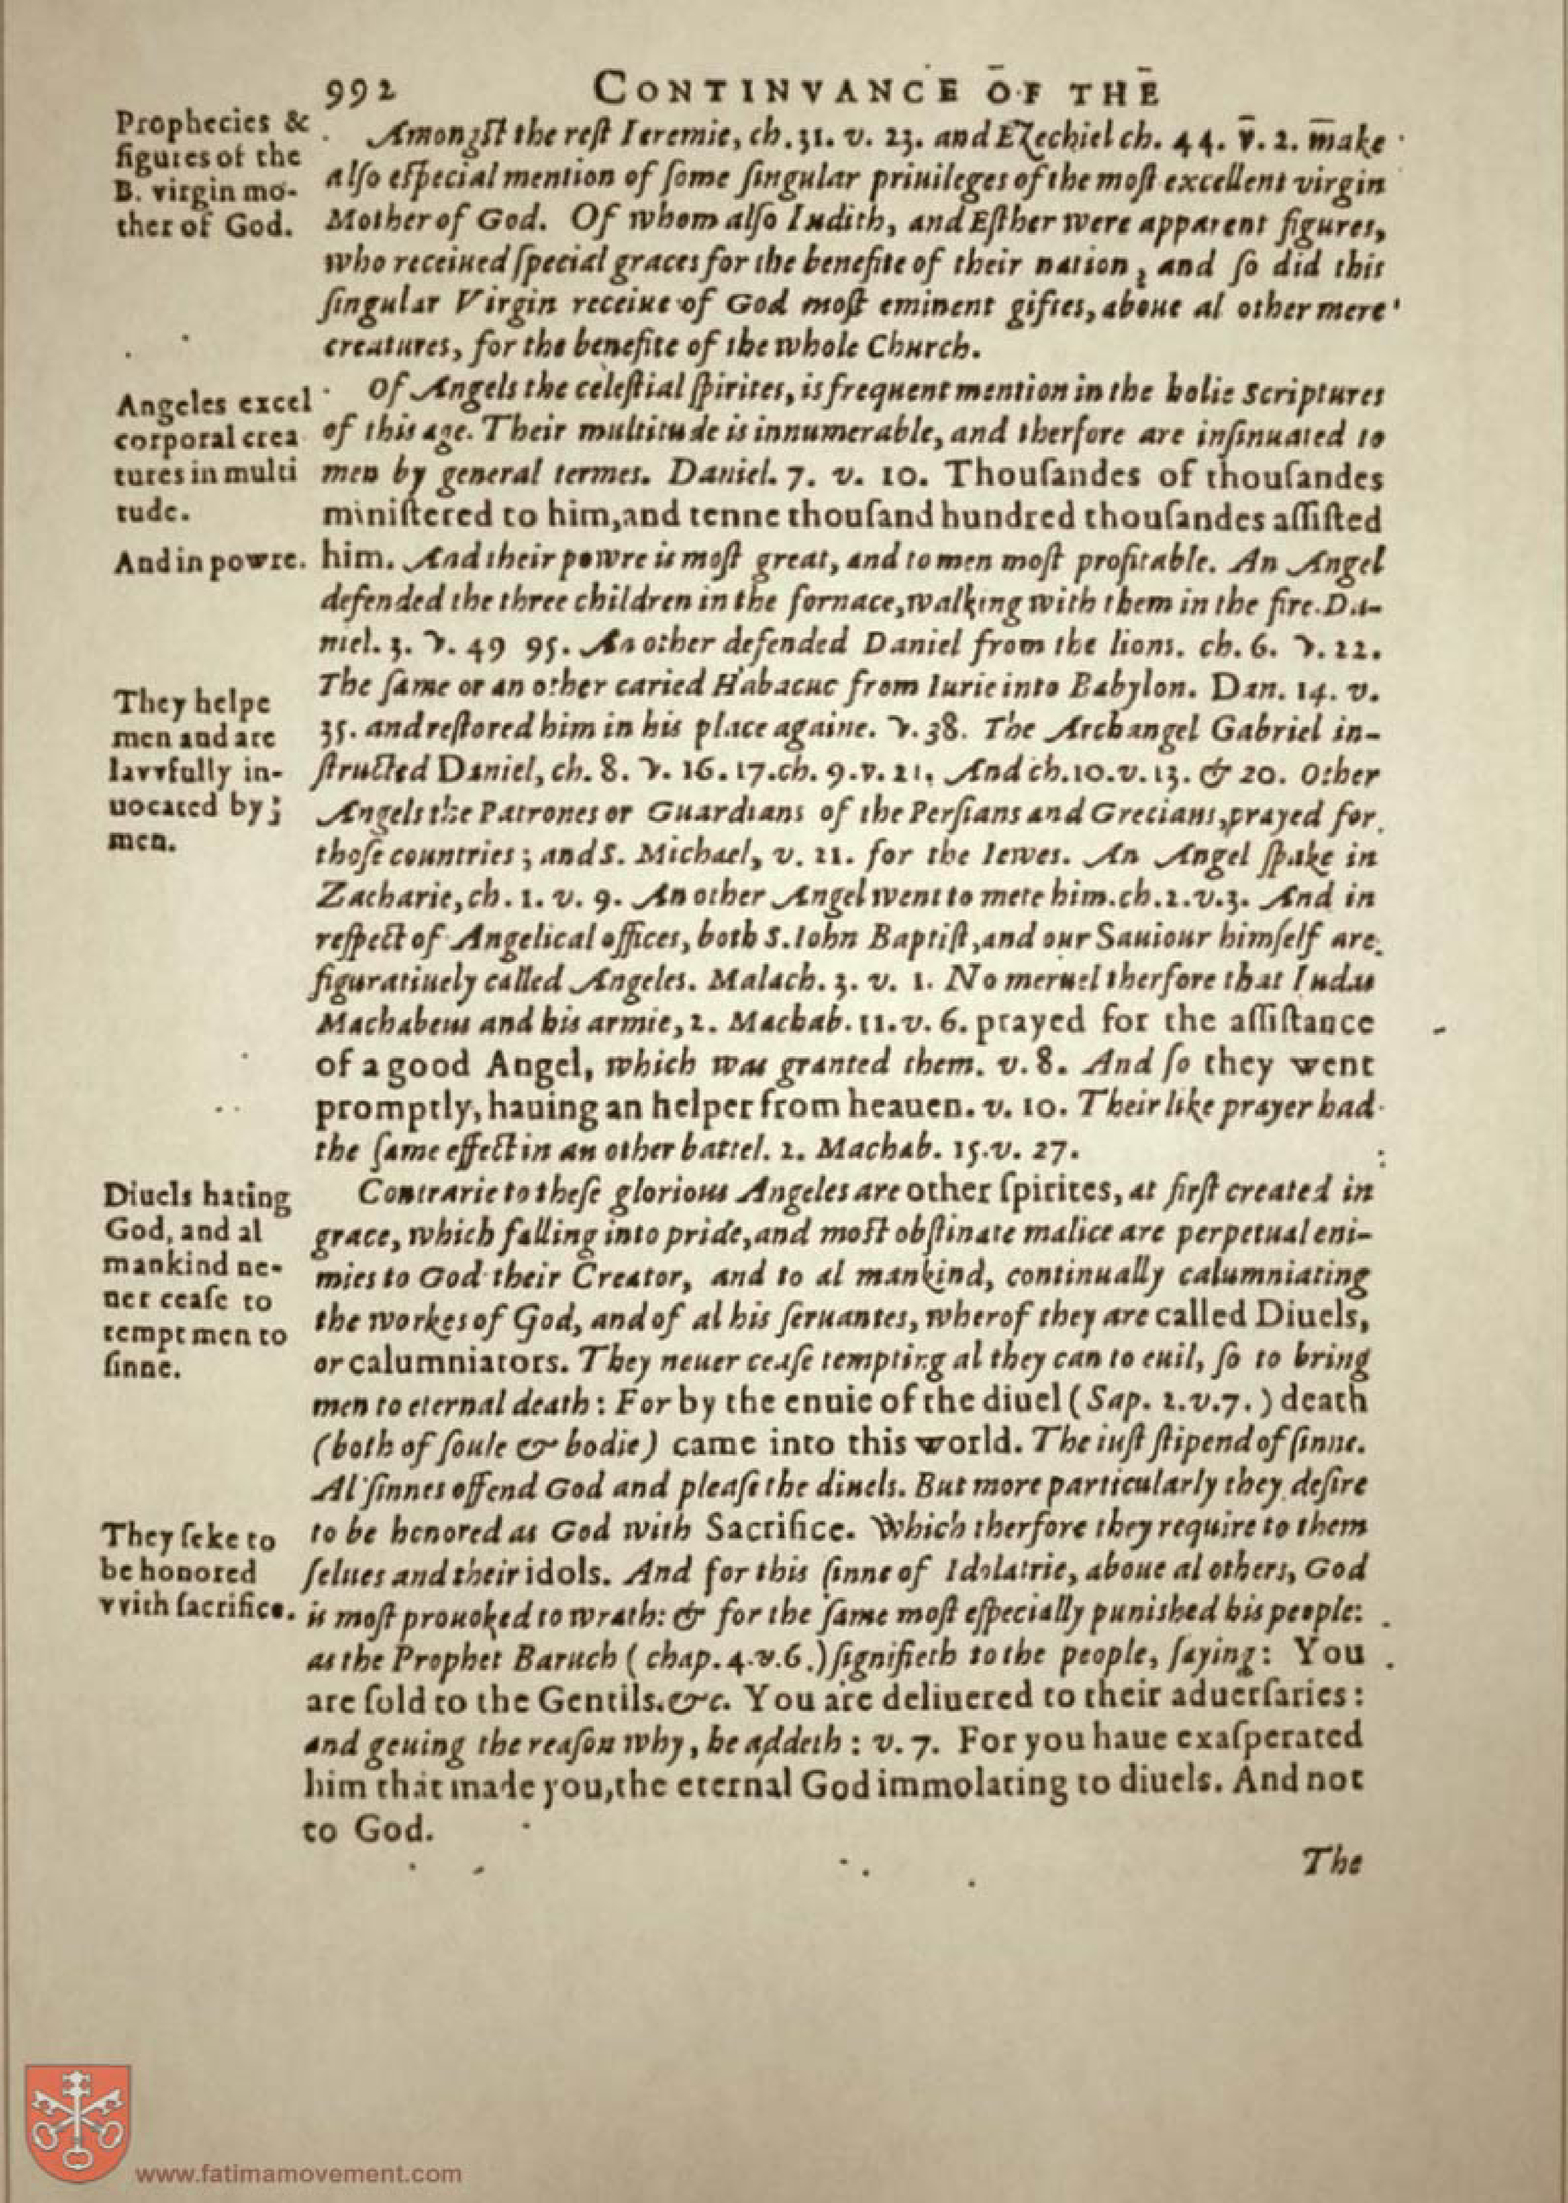 992 CONTINVANCE OF THE
Prophecies &
figures of the
B. virgin mo-
ther of God.
Amongſt the reſt Ieremie, ch. 31. v. 23. and Ezechiel ch. 44. v. 2. make
alſo eſpecial mention of ſome ſingular priuileges of the moſt excellent virgin
Mother of God. Of whom alſo Iudith, and Eſther were apparent figures,
who receiued ſpecial graces for the benefite of their nation, and ſo did this
ſingular Virgin receiue of God moſt eminent giftes, aboue al other mere
creatures, for the benefite of the whole Church.
Angeles excel
corporal crea
tures in multi
tude.
Of Angels the celeſtial ſpirites, is frequent mention in the holie Scriptures
of this age. Their multitude is innumerable, and therfore are inſinuated to
men by general termes. Daniel. 7. v. 10. Thouſandes of thouſandes
miniſtered to him, and tenne thouſand hundred thouſandes aſſiſted
And in powre.
him. And their powre is moſt great, and to men moſt profitable. An Angel
defended the three children in the fornace, walking with them in the fire. Da-
niel. 3. v. 49 95. An other defended Daniel from the lions. ch. 6. v. 22.
They helpe
men and are
lavvfully in-
uocated by
men.
The ſame or an other caried Habacuc from Iurie into Babylon. Dan. 14. v.
35. and reſtored him in his place againe. v. 38. The Archangel Gabriel in-
ſtructed Daniel, ch. 8. v. 16. 17. ch. 9. v. 21. And ch. 10. v. 13. & 20. Other
Angels the Patrones or Guardians of the Perſians and Grecians, prayed for
thoſe countries; and S. Michael, v. 21. for the Iewes. An Angel ſpake in
Zacharie, ch. 1. v. 9. An other Angel went to mete him. ch. 2. v. 3. And in
reſpect of Angelical offices, both S. Iohn Baptiſt, and our Sauiour himſelf are
figuratiuely called Angeles. Malach. 3. v. 1. No meruel therfore that Iudas
Machabeus and his armie, 2. Machab. 11. v. 6. prayed for the aſſiſtance
of a good Angel, which was granted them. v. 8. And ſo they went
promptly, hauing an helper from heauen. v. 10. Their like prayer had
the ſame effect in an other battel. 2. Machab. 15. v. 27.
Diuels hating
God, and al
mankind ne-
uer ceaſe to
tempt men to
ſinne.
Contrarie to theſe glorious Angeles are other ſpirites, at firſt created in
grace, which falling into pride, and moſt obſtinate malice are perpetual eni-
mies to God their Creator, and to al mankind, continually calumniating
the workes of God, and of al his ſeruantes, wherof they are called Diuels,
or calumniators. They neuer ceaſe tempting al they can to euil, ſo to bring
men to eternal death: For by the enuie of the diuel (Sap. 2. v. 7.) death
(both of ſoule & bodie) came into this world. The iuſt ſtipend of ſinne.
Al ſinnes offend God and pleaſe the diuels. But more particularly they deſire
They ſeke to
be honored
vvith ſacrifice.
to be honored as God with Sacrifice. Which therfore they require to them
ſelues and their idols. And for this ſinne of Idolatrie, aboue al others, God
is moſt prouoked to wrath: & for the ſame moſt eſpecially punished his people:
as the Prophet Baruch (chap. 4. v. 6.) ſignifieth to the people, ſaying: You
are ſold to the Gentils. &c. You are deliuered to their aduerſaries:
and geuing the reaſon why, he addeth: v. 7. For you haue exaſperated
him that made you, the eternal God immolating to diuels. And not
to God.
The
www.fatimamovement.com